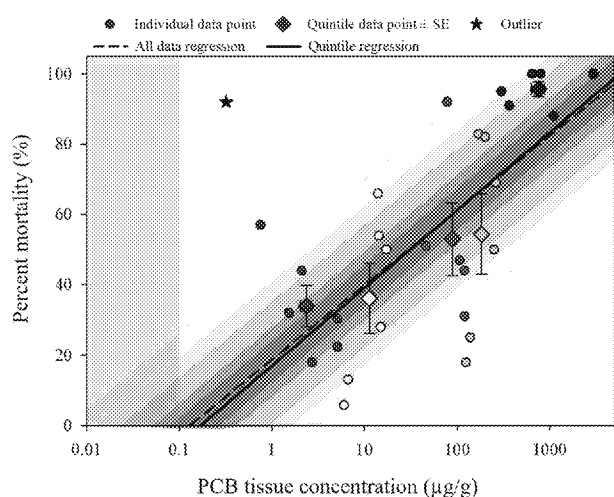 Individual data point Quintile data point ± SE Outlier
All data regression Quintile regression
100
80
60
40
20
0
Percent mortality (%)
0.01 0.1 1 10 100 1000
PCB tissue concentration (µg/g)